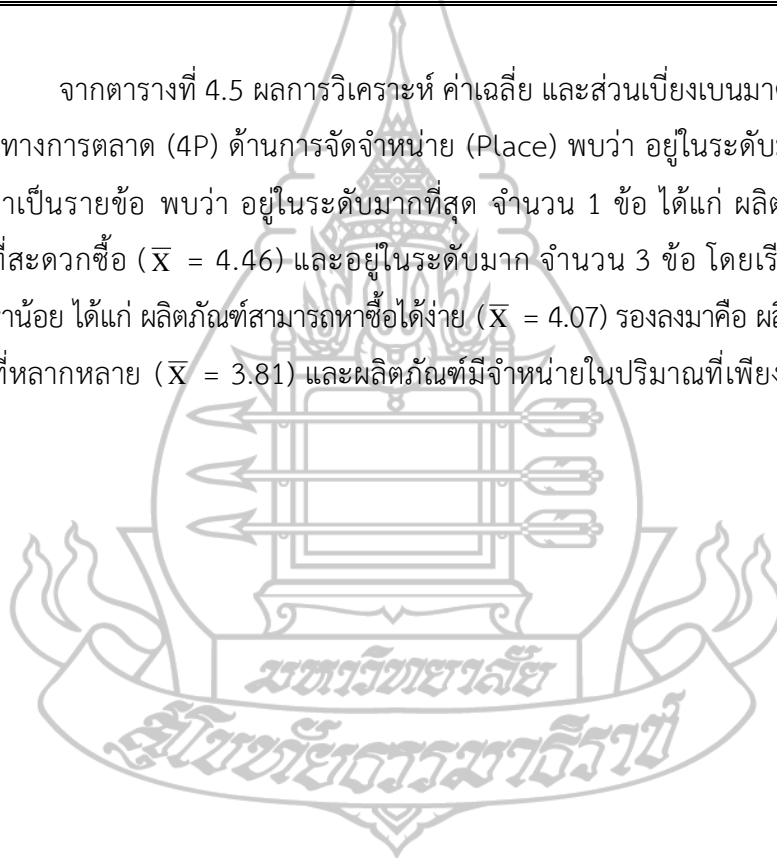 จากตารางที่ 4.5 ผลการวิเคราะห์ ค่าเฉลี่ย และส่วนเบี่ยงเบนมา
ทางการตลาด (4P) ด้านการจัดจำหน่าย (Place) พบว่า อยู่ในระดับ
าเป็นรายข้อ พบว่า อยู่ในระดับมากที่สุด จำนวน 1 ข้อ ได้แก่ ผลิต
ที่สะดวกซื้อ (x̄ = 4.46) และอยู่ในระดับมาก จำนวน 3 ข้อ โดยเรี
าน้อย ได้แก่ ผลิตภัณฑ์สามารถหาซื้อได้ง่าย (x̄ = 4.07) รองลงมาคือ ผลิ
ที่หลากหลาย (x̄ = 3.81) และผลิตภัณฑ์มีจำหน่ายในปริมาณที่เพียง
มหาวิทยาลัย
สุโขทัยธรรมาธิราช